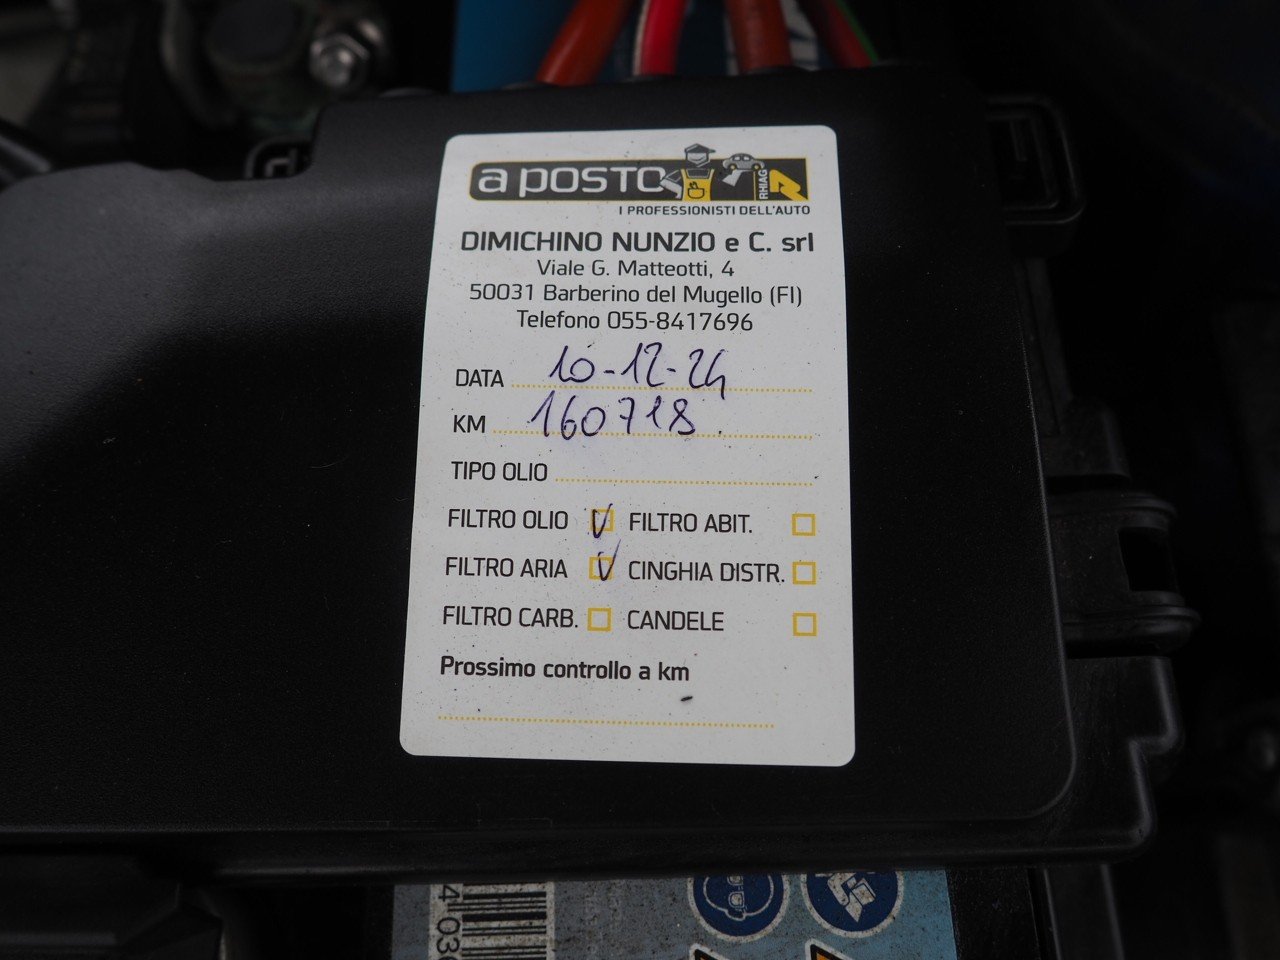 a POSTO
RHIAG
I PROFESSIONISTI DELL'AUTO
DIMICHINO NUNZIO e C. srl
Viale G. Matteotti, 4
50031 Barberino del Mugello (FI)
Telefono 055-8417696
DATA 10-12-24
KM 160718
TIPO OLIO
FILTRO OLIO V FILTRO ABIT.
FILTRO ARIA V CINGHIA DISTR.
FILTRO CARB. CANDELE
Prossimo controllo a km